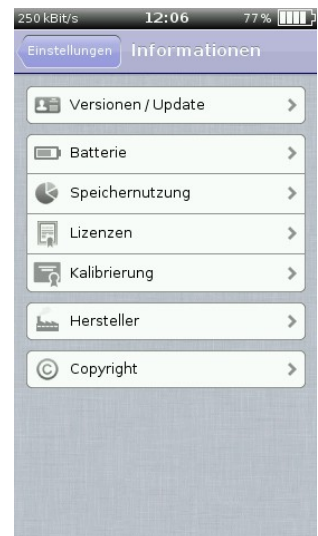 250 kBit/s 12:06 77%
Einstellungen Informationen
Versionen / Update
Batterie
Speichernutzung
Lizenzen
Kalibrierung
Hersteller
© Copyright